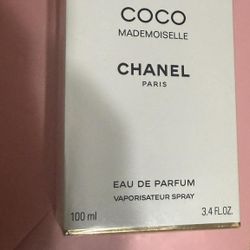 COCO
MADEMOISELLE
CHANEL
PARIS
EAU DE PARFUM
VAPORISATEUR SPRAY
100 ml 3.4 FL.OZ.